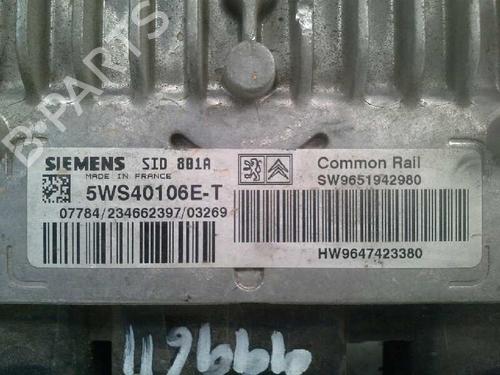 B-PARTS
SIEMENS SID 801A
MADE IN FRANCE
5WS40106E-T
07784/234662397/03269
Common Rail
SW9651942980
HW9647423380
119666